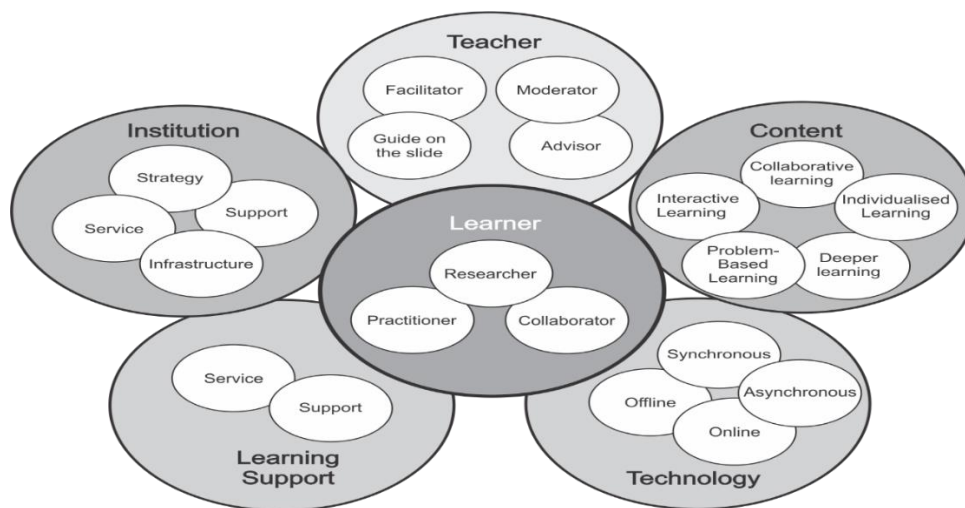 Teacher
Facilitator
Moderator
Guide on
the slide
Advisor
Institution
Strategy
Support
Service
Infrastructure
Content
Collaborative
learning
Interactive
Learning
Individualised
Learning
Problem-
Based
Learning
Deeper
learning
Learner
Researcher
Practitioner
Collaborator
Service
Support
Learning
Support
Synchronous
Asynchronous
Offline
Online
Technology